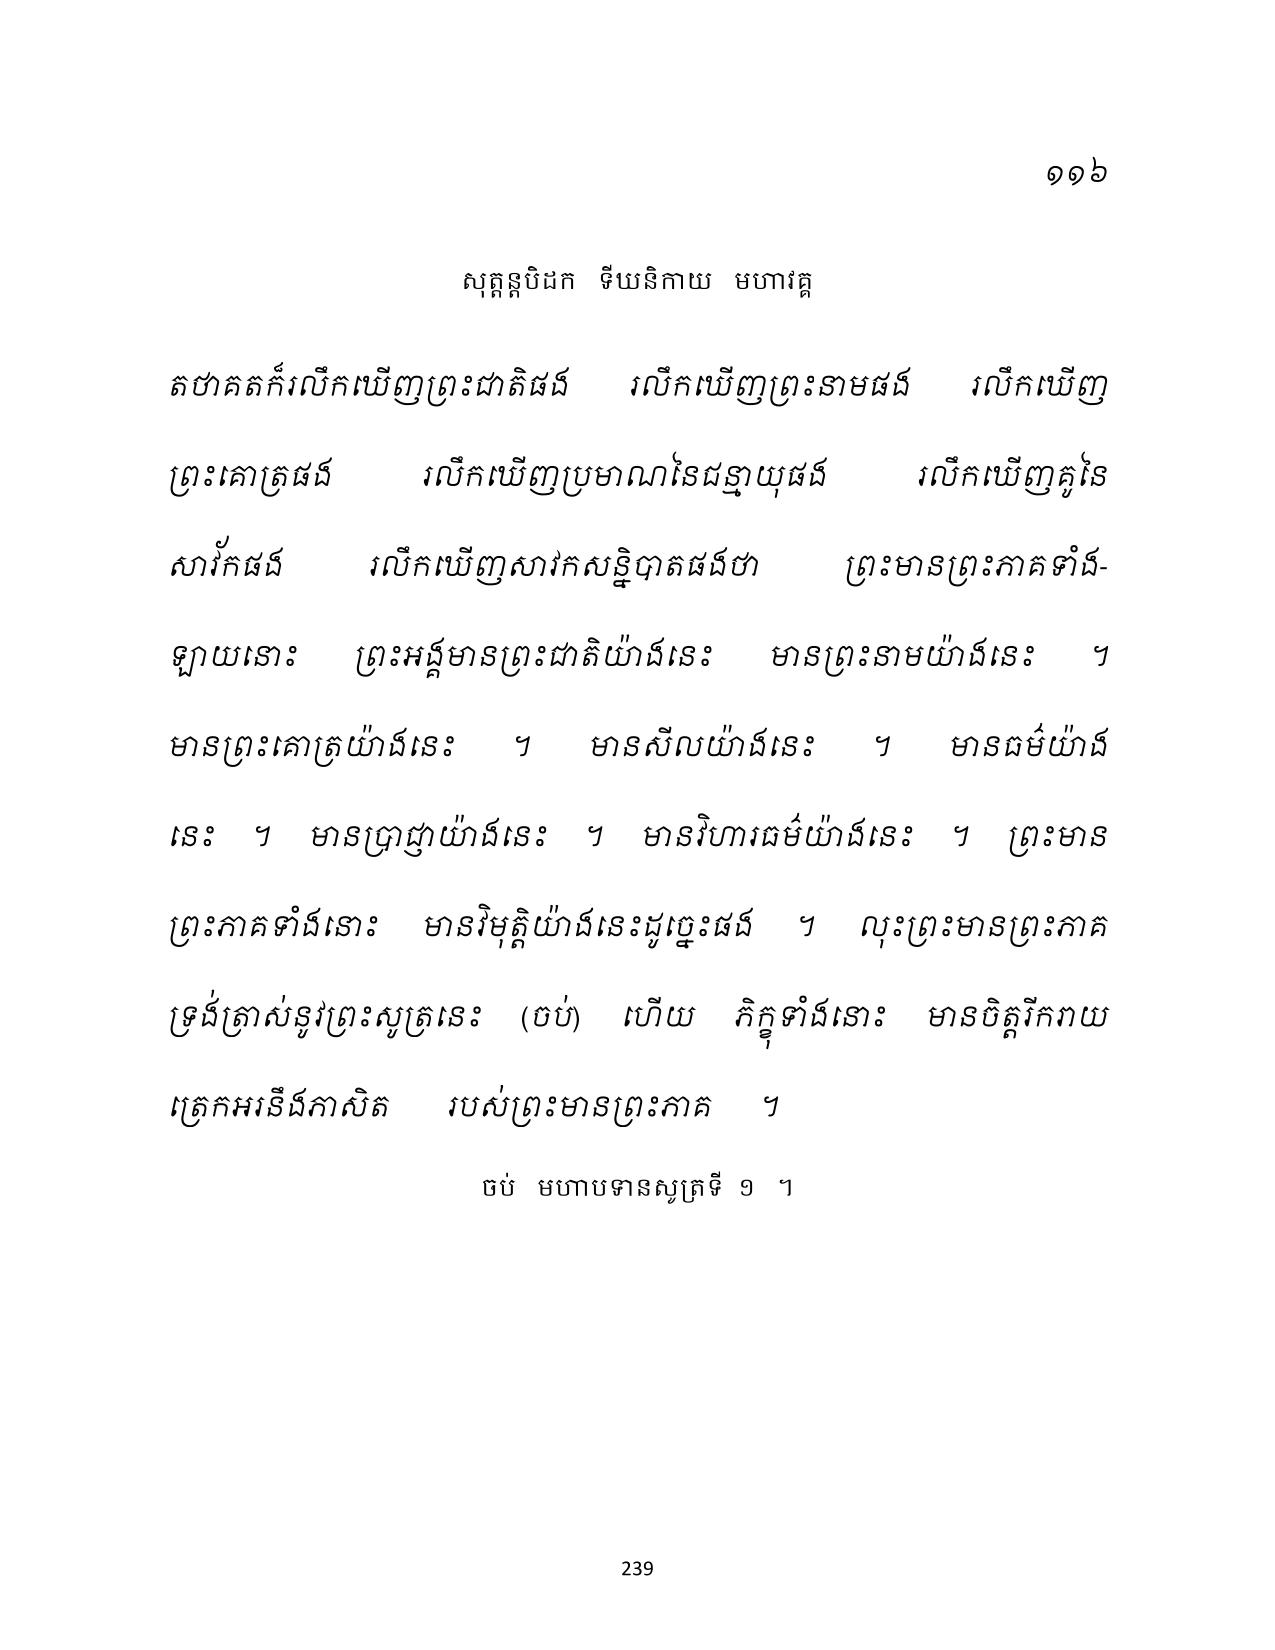 ១១៦
សុត្តន្តបិដក ទីឃនិកាយ មហាវគ្គ
តថាគតក៏រលឹកឃើញព្រះជាតិផង រលឹកឃើញព្រះនាមផង រលឹកឃើញ
ព្រះគោត្រផង រលឹកឃើញប្រមាណនៃជន្មាយុផង រលឹកឃើញគូនៃ
សាវ័កផង រលឹកឃើញសាវកសន្និបាតផងថា ព្រះមានព្រះភាគទាំង-
ឡាយនោះ ព្រះអង្គមានព្រះជាតិយ៉ាងនេះ មានព្រះនាមយ៉ាងនេះ ។
មានព្រះគោត្រយ៉ាងនេះ ។ មានសីលយ៉ាងនេះ ។ មានធម៌យ៉ាង
នេះ ។ មានប្រាជ្ញាយ៉ាងនេះ ។ មានវិហារធម៌យ៉ាងនេះ ។ ព្រះមាន
ព្រះភាគទាំងនោះ មានវិមុត្តិយ៉ាងនេះដូច្នេះផង ។ លុះព្រះមានព្រះភាគ
ទ្រង់ត្រាស់នូវព្រះសូត្រនេះ (ចប់) ហើយ ភិក្ខុទាំងនោះ មានចិត្តរីករាយ
ត្រេកអរនឹងភាសិត របស់ព្រះមានព្រះភាគ ។
ចប់ មហាបទានសូត្រទី ១ ។
239